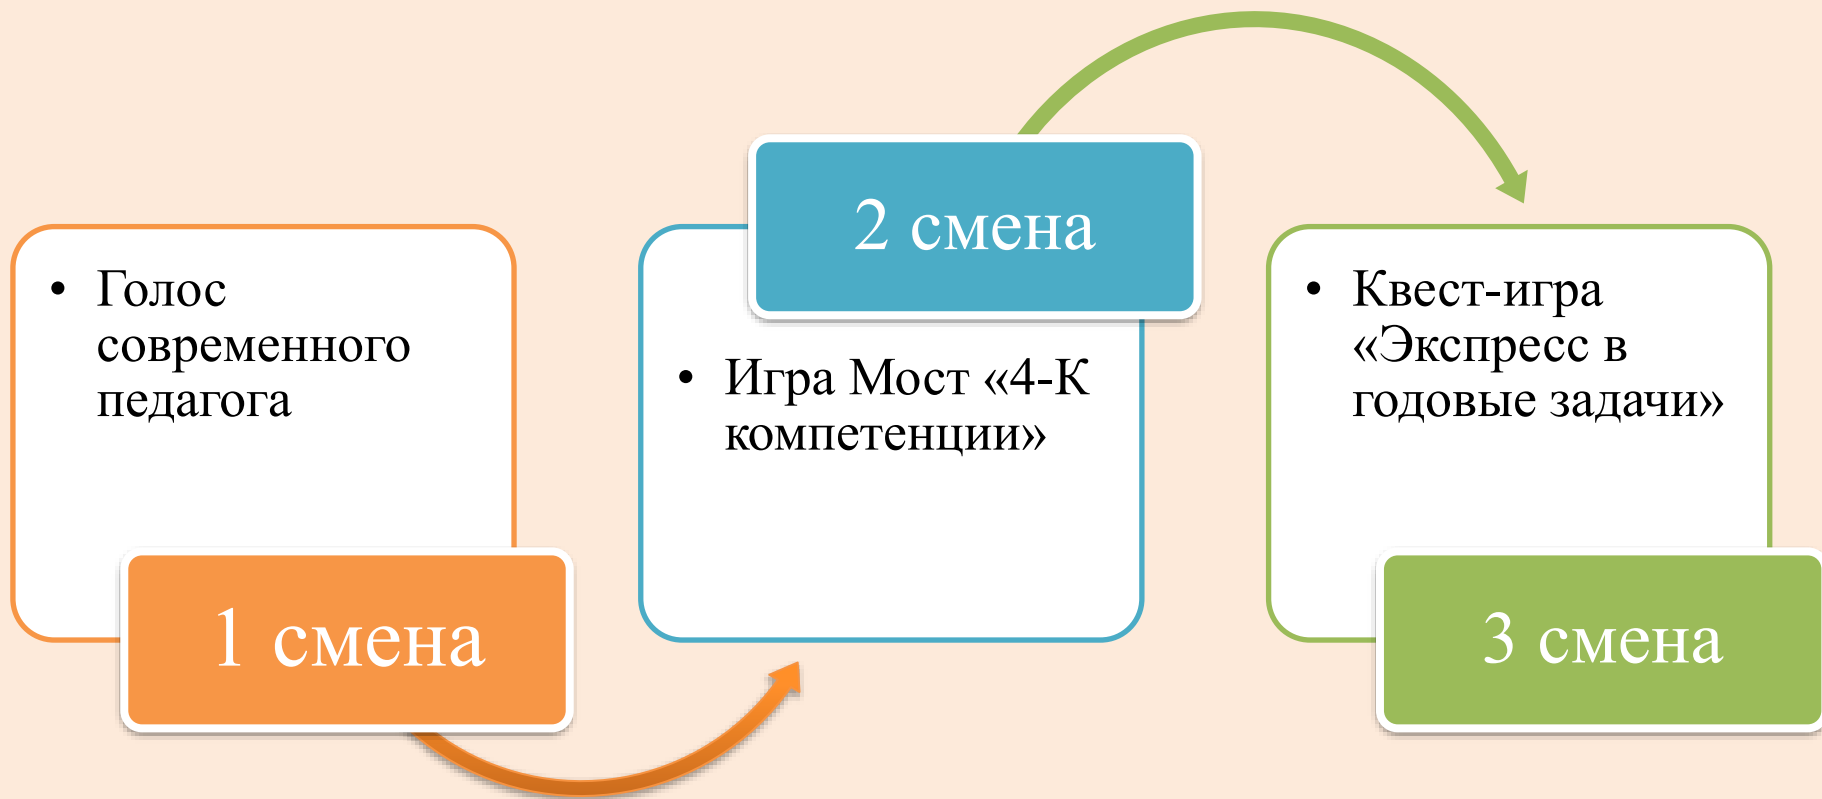 • Голос
современного
педагога
1 смена
2 смена
• Игра Мост «4-К
компетенции»
• Квест-игра
«Экспресс в
годовые задачи»
3 смена